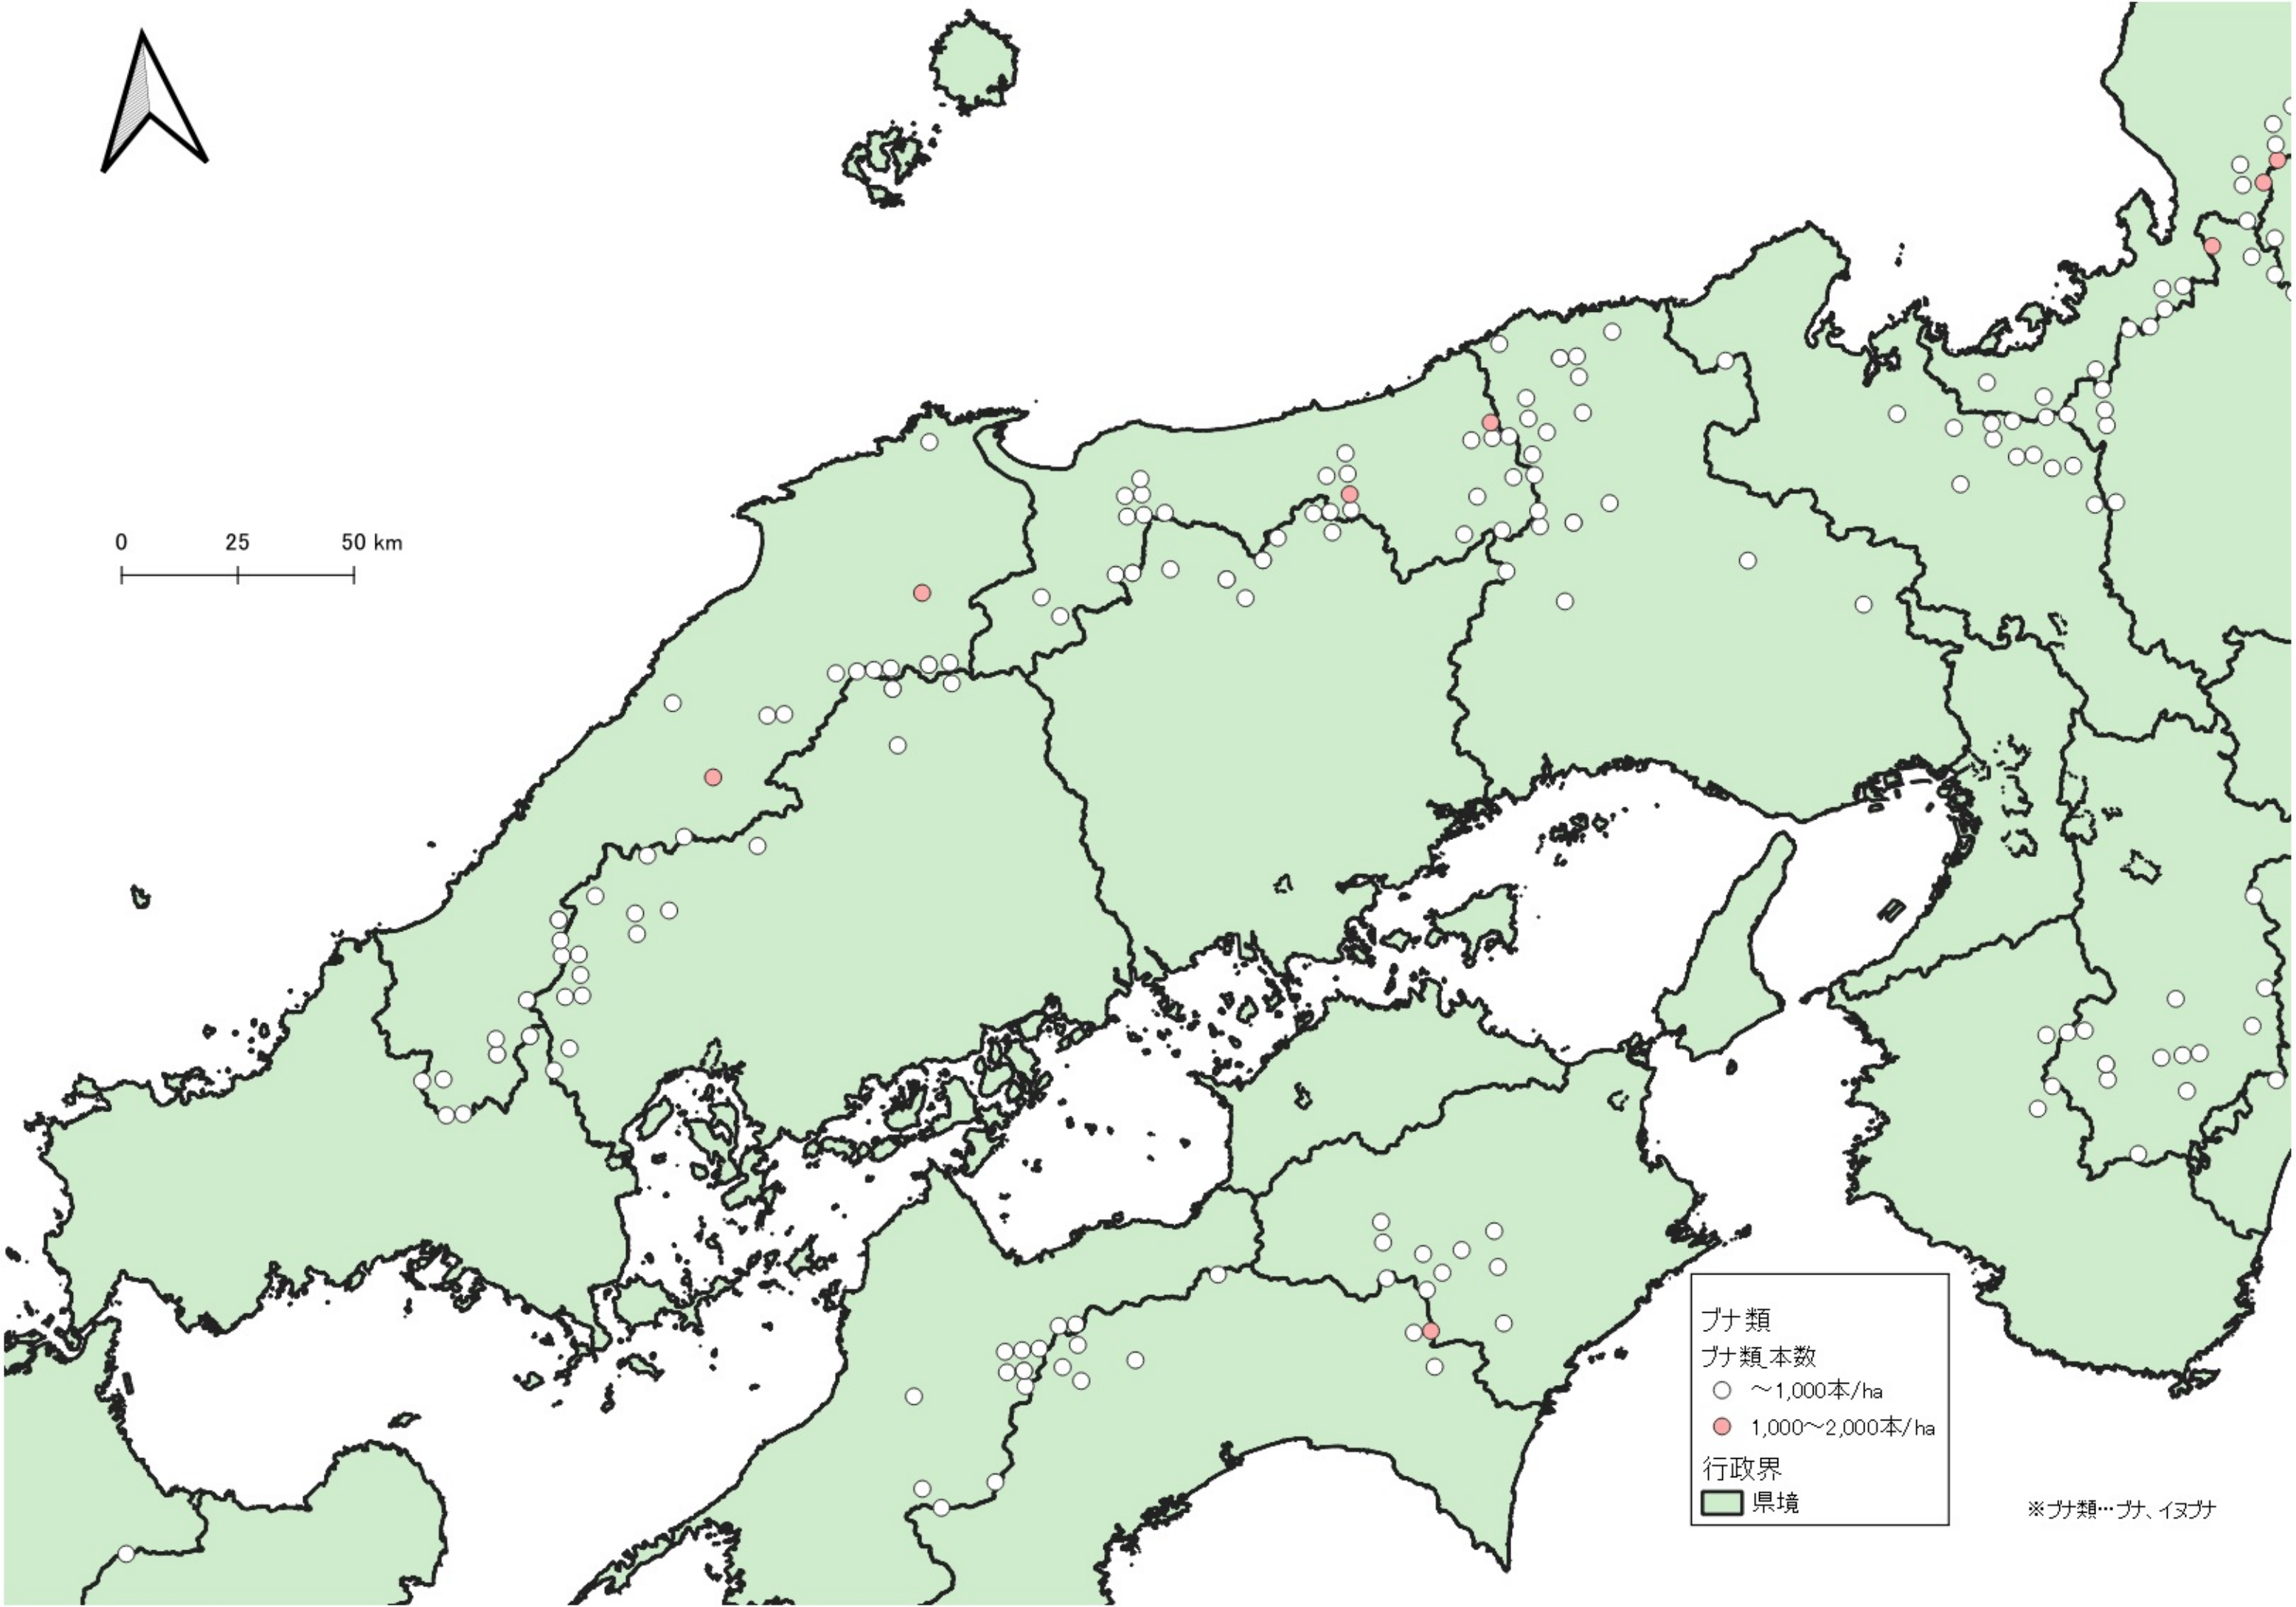 0 25 50 km
ブナ類
ブナ類_本数
～1,000本/ha
1,000～2,000本/ha
行政界
県境
※ブナ類…ブナ、イヌブナ